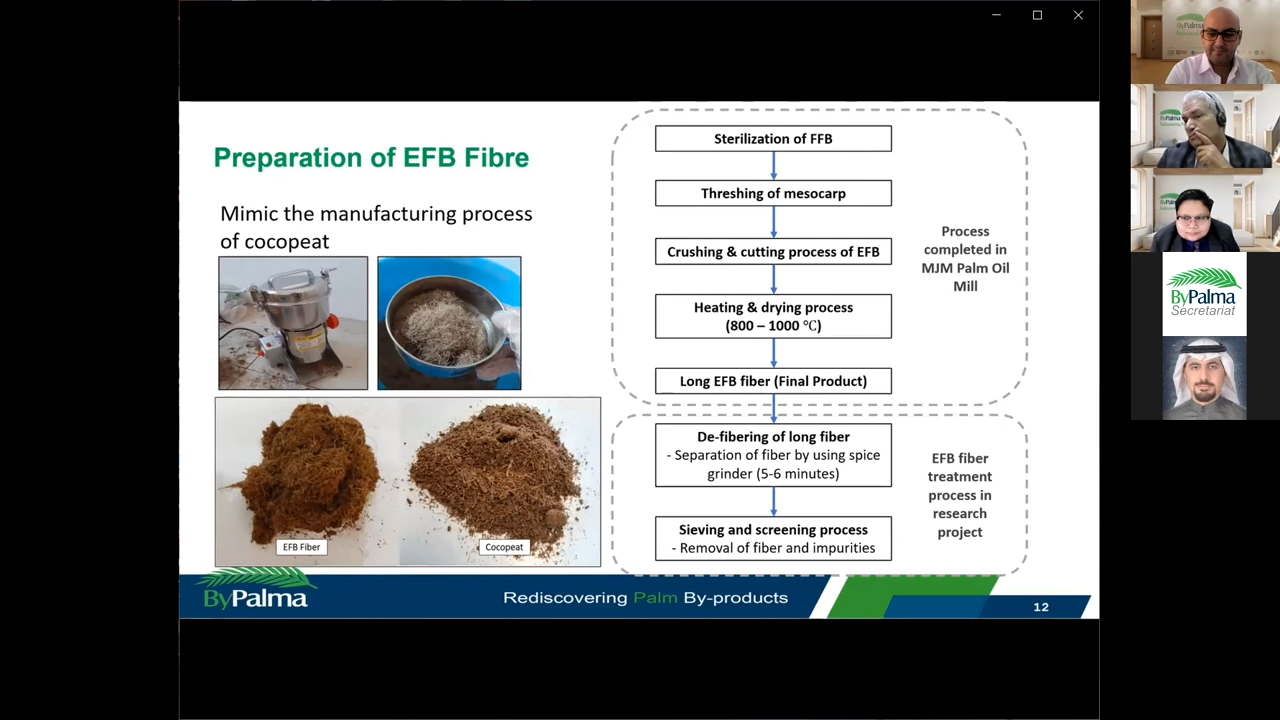 Preparation of EFB Fibre
Mimic the manufacturing process
of cocopeat
EFB Fiber
Cocopeat
Sterilization of FFB
Threshing of mesocarp
Crushing & cutting process of EFB
Heating & drying process
(800 – 1000 ℃)
Long EFB fiber (Final Product)
Process
completed in
MJM Palm Oil
Mill
De-fibering of long fiber
- Separation of fiber by using spice
grinder (5-6 minutes)
Sieving and screening process
- Removal of fiber and impurities
EFB fiber
treatment
process in
research
project
ByPalma
Rediscovering Palm By-products
12
ByPalma
Secretariat